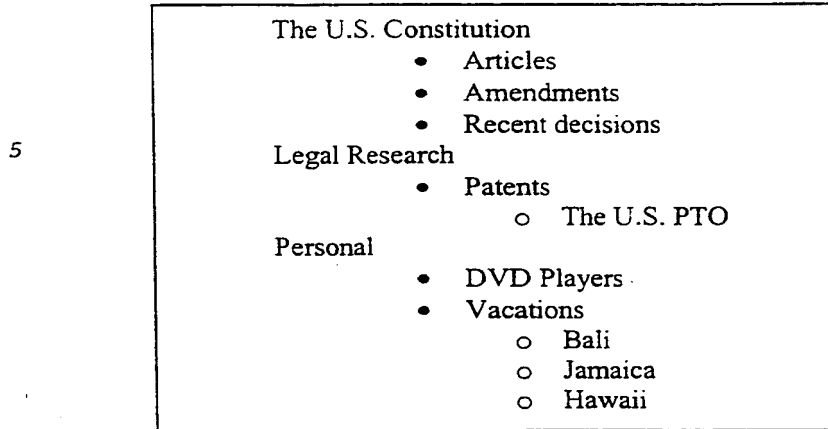 The U.S. Constitution
• Articles
• Amendments
• Recent decisions
5
Legal Research
• Patents
o The U.S. PTO
Personal
• DVD Players
• Vacations
o Bali
o Jamaica
o Hawaii